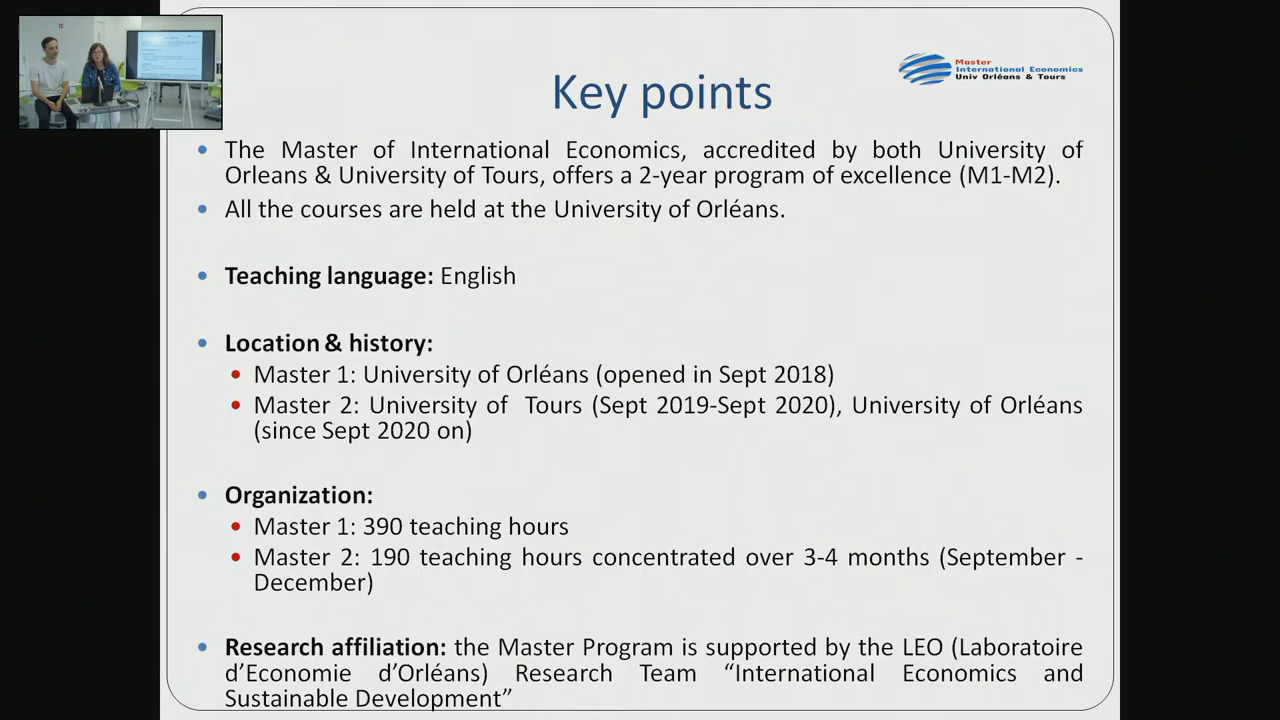 Master
International Economics
Univ Orléans & Tours
Key points
The Master of International Economics, accredited by both University of
Orleans & University of Tours, offers a 2-year program of excellence (M1-M2).
All the courses are held at the University of Orléans.
Teaching language: English
Location & history:
Master 1: University of Orléans (opened in Sept 2018)
Master 2: University of Tours (Sept 2019-Sept 2020), University of Orléans
(since Sept 2020 on)
Organization:
Master 1: 390 teaching hours
Master 2: 190 teaching hours concentrated over 3-4 months (September -
December)
Research affiliation: the Master Program is supported by the LEO (Laboratoire
d’Economie d’Orléans) Research Team “International Economics and
Sustainable Development”